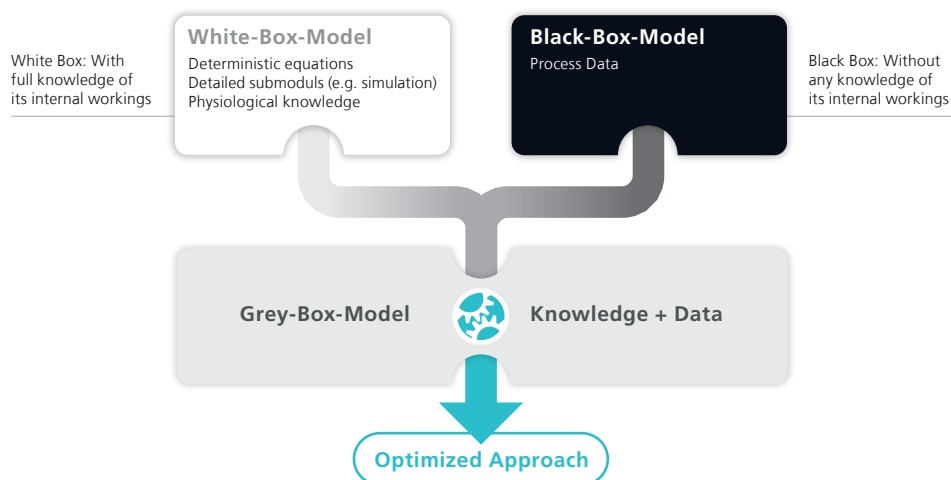 White Box: With
full knowledge of
its internal workings
White-Box-Model
Deterministic equations
Detailed submoduls (e.g. simulation)
Physiological knowledge
Black-Box-Model
Process Data
Black Box: Without
any knowledge of
its internal workings
Grey-Box-Model
Knowledge + Data
Optimized Approach